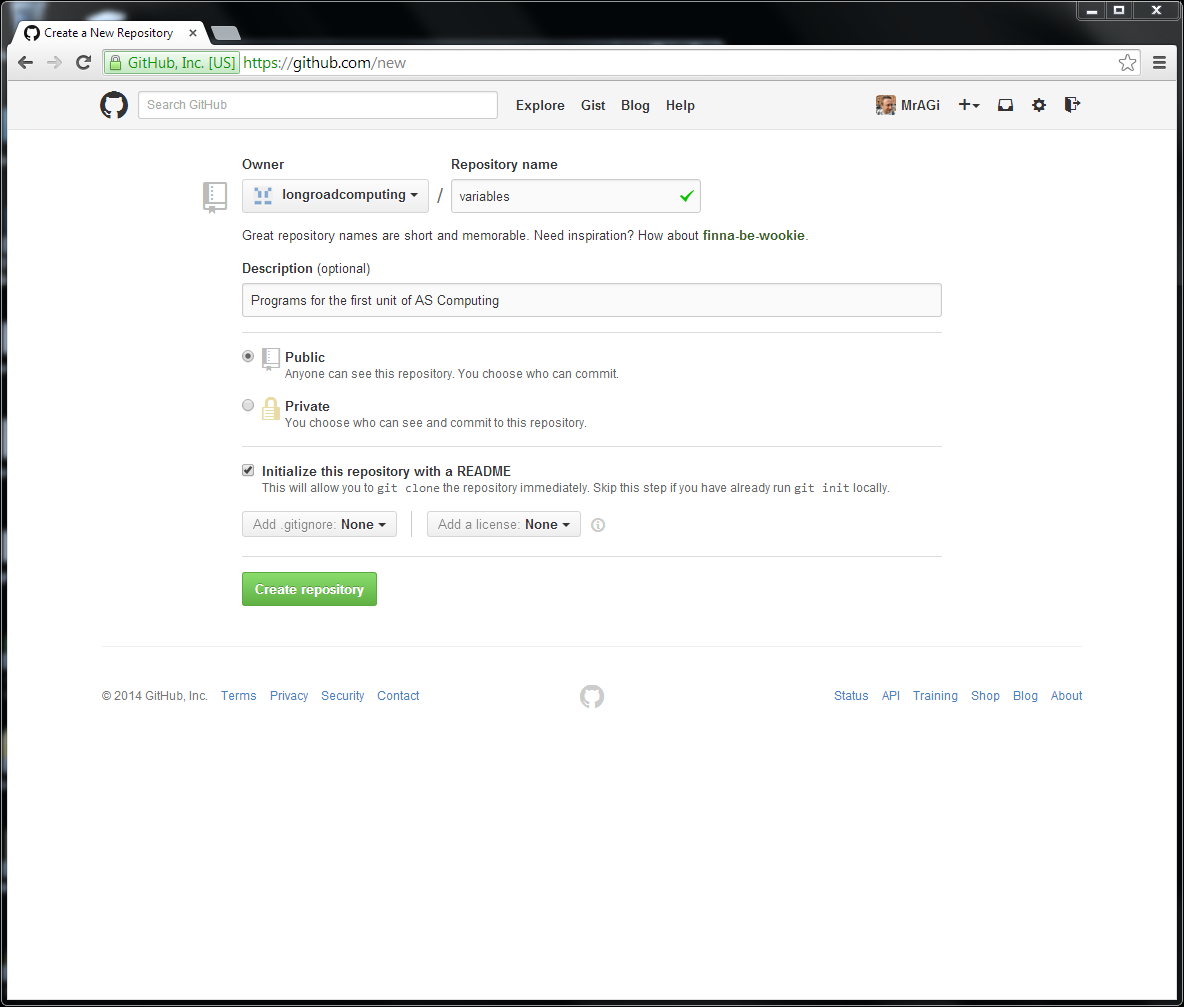 Create a New Repository
GitHub, Inc. [US] https://github.com/new
Search GitHub Explore Gist Blog Help MrAGi
Owner Repository name
longroadcomputing / variables
Great repository names are short and memorable. Need inspiration? How about finna-be-wookie.
Description (optional)
Programs for the first unit of AS Computing
Public
Anyone can see this repository. You choose who can commit.
Private
You choose who can see and commit to this repository.
Initialize this repository with a README
This will allow you to git clone the repository immediately. Skip this step if you have already run git init locally.
Add .gitignore: None Add a license: None
Create repository
© 2014 GitHub, Inc. Terms Privacy Security Contact Status API Training Shop Blog About